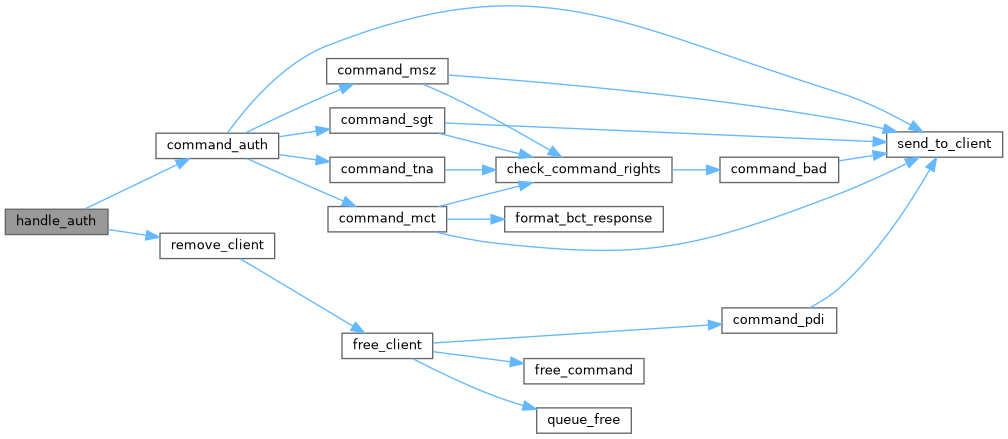 handle_auth
command_auth
remove_client
command_msz
command_sgt
command_tna
command_mct
free_client
check_command_rights
format_bct_response
free_command
queue_free
command_bad
command_pdi
send_to_client